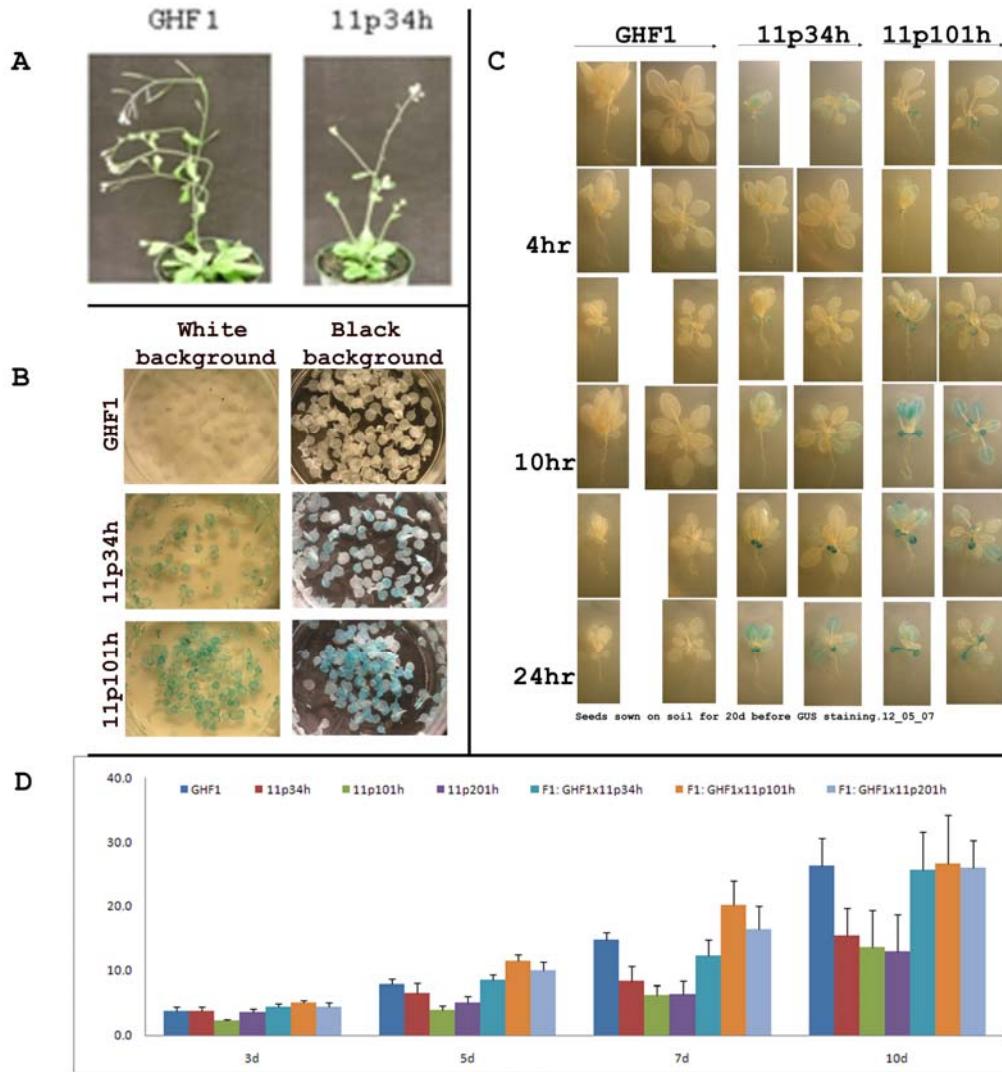 GHF1 11p34h
A
B
White background
Black background
GHF1
11p34h
11p101h
C
GHF1 11p34h 11p101h
4hr
10hr
24hr
Seeds sown on soil for 20d before GUS staining.12_05_07
D
GHF1 11p34h 11p101h 11p201h F1: GHF1x11p34h F1: GHF1x11p101h F1: GHF1x11p201h
40.0
30.0
20.0
10.0
0.0
3d 5d 7d 10d